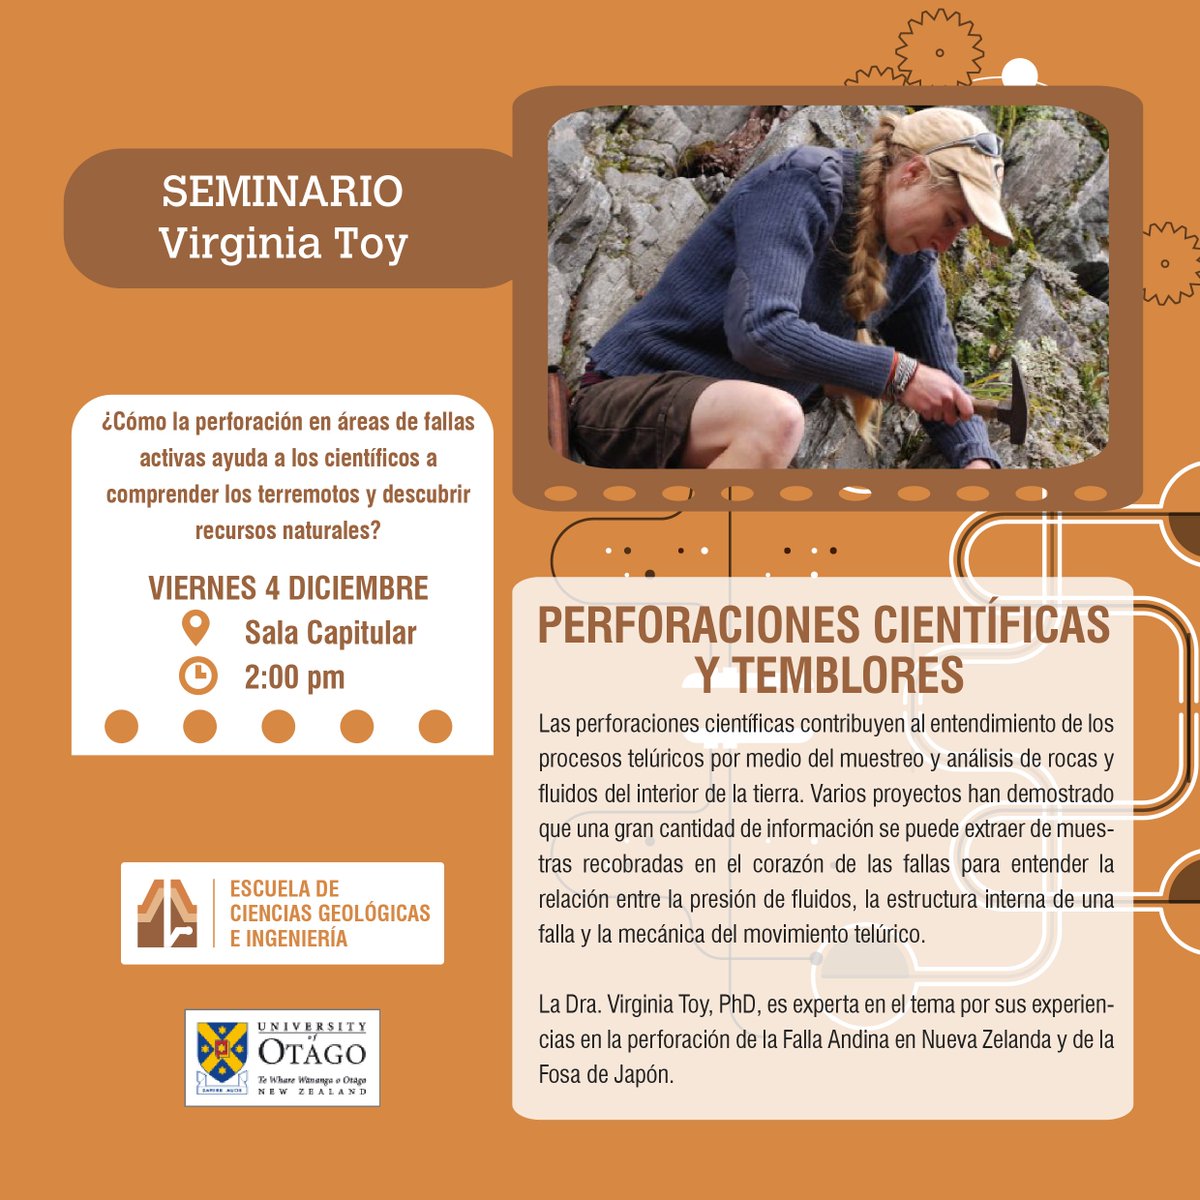 SEMINARIO
Virginia Toy
¿Cómo la perforación en áreas de fallas
activas ayuda a los científicos a
comprender los terremotos y descubrir
recursos naturales?
VIERNES 4 DICIEMBRE
Sala Capitular
2:00 pm
PERFORACIONES CIENTÍFICAS
Y TEMBLORES
Las perforaciones científicas contribuyen al entendimiento de los
procesos telúricos por medio del muestreo y análisis de rocas y
fluidos del interior de la tierra. Varios proyectos han demostrado
que una gran cantidad de información se puede extraer de mues-
tras recobradas en el corazón de las fallas para entender la
relación entre la presión de fluidos, la estructura interna de una
falla y la mecánica del movimiento telúrico.
La Dra. Virginia Toy, PhD, es experta en el tema por sus experien-
cias en la perforación de la Falla Andina en Nueva Zelanda y de la
Fosa de Japón.
ESCUELA DE
CIENCIAS GEOLÓGICAS
E INGENIERÍA
UNIVERSITY
of
OTAGO
Te Whare Wānanga o Otāgo
NEW ZEALAND
SAPERE AUDE